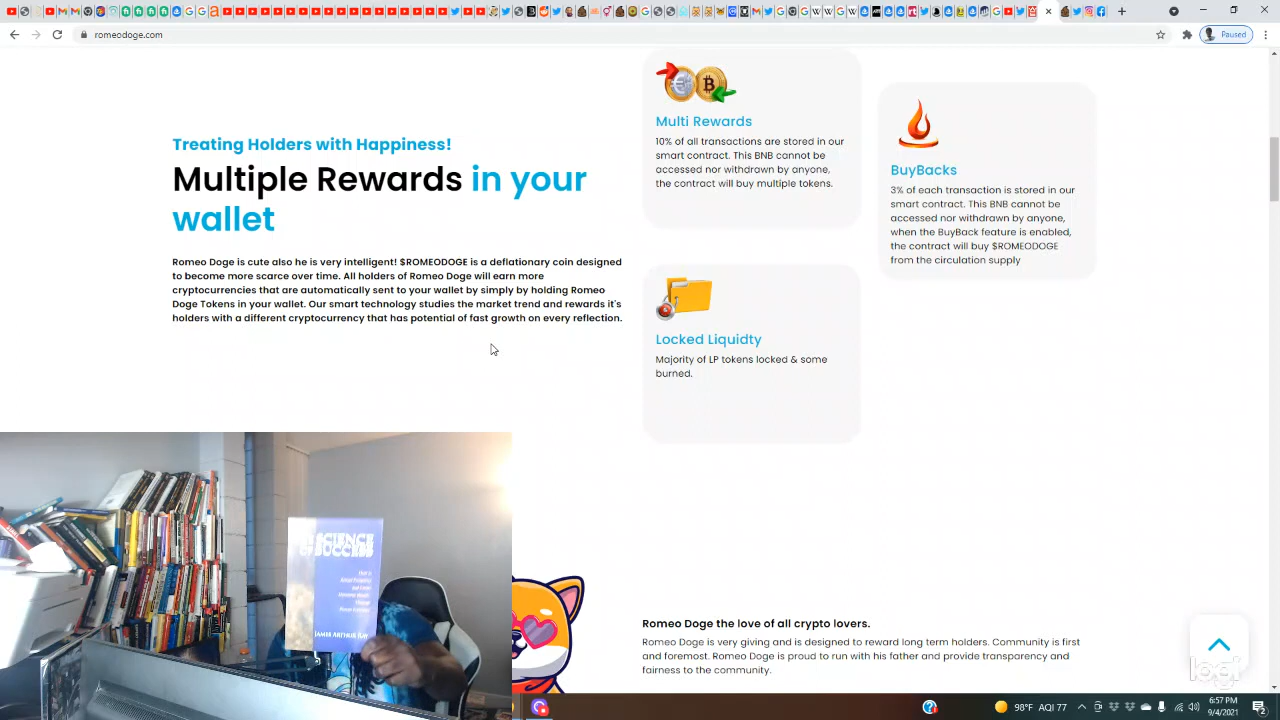 romeodoge.com
Paused
Treating Holders with Happiness!
Multiple Rewards in your
wallet
Romeo Doge is cute also he is very intelligent! $ROMEODOGE is a deflationary coin designed
to become more scarce over time. All holders of Romeo Doge will earn more
cryptocurrencies that are automatically sent to your wallet by simply by holding Romeo
Doge Tokens in your wallet. Our smart technology studies the market trend and rewards it's
holders with a different cryptocurrency that has potential of fast growth on every reflection.
Multi Rewards
10% of all transactions are stored in our
smart contract. This BNB cannot be
accessed nor withdrawn by anyone,
the contract will buy multiple tokens.
BuyBacks
3% of each transaction is stored in our
smart contract. This BNB cannot be
accessed nor withdrawn by anyone,
when the BuyBack feature is enabled,
the contract will buy $ROMEODOGE
from the circulation supply
Locked Liquidty
Majority of LP tokens locked & some
burned.
SCIENCE
OF SUCCESS
JAMES ARTHUR RAY
Romeo Doge the love of all crypto lovers.
Romeo Doge is very giving and is designed to reward long term holders. Community is first
and foremost. Romeo Doge is proud to run with his father and provide transparency and
fairness to the community.
logi
98°F AQI 77
6:57 PM
9/4/2021
2